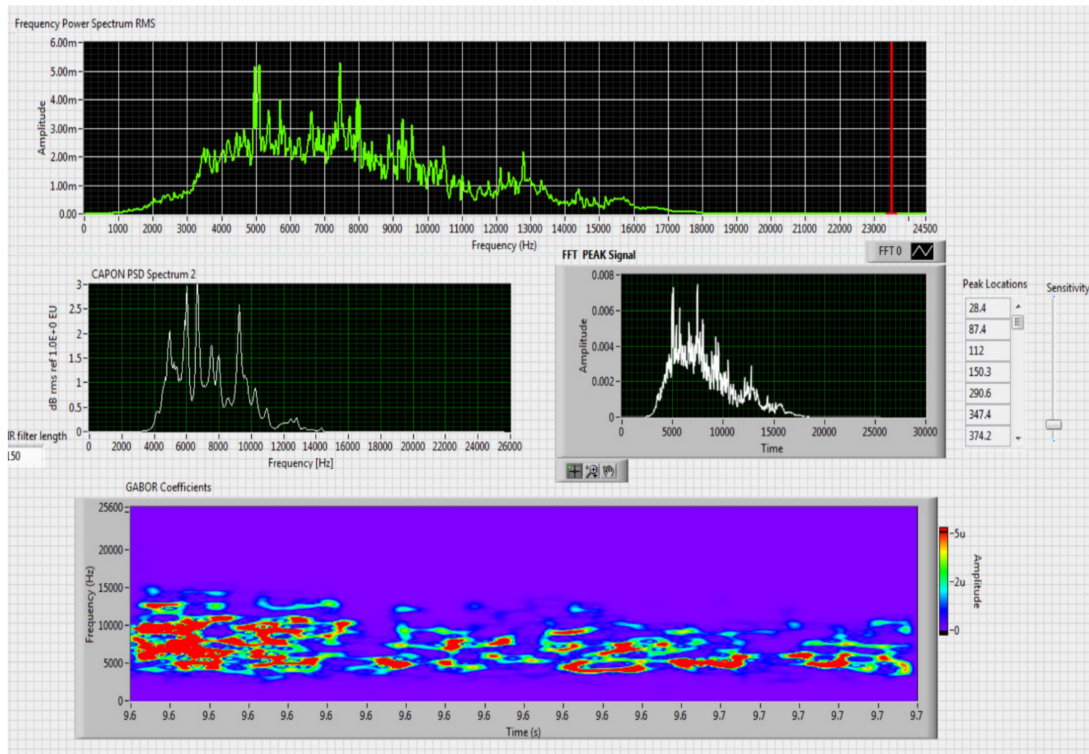 Frequency Power Spectrum RMS
6.00m
5.00m
4.00m
3.00m
2.00m
1.00m
0.00
Amplitude
0 1000 2000 3000 4000 5000 6000 7000 8000 9000 10000 11000 12000 13000 14000 15000 16000 17000 18000 19000 20000 21000 22000 23000 24500
Frequency (Hz)
FFT 0
CAPON PSD Spectrum 2
dB rms ref 1.0E+0 EU
3
2.5
2
1.5
1
0.5
0
0 2000 4000 6000 8000 10000 12000 14000 16000 18000 20000 22000 24000 26000
Frequency [Hz]
IR filter length
150
FFT PEAK Signal
0.008
0.006
0.004
0.002
0
Amplitude
0 5000 10000 15000 20000 25000 30000
Time
Peak Locations
28.4
87.4
112
150.3
290.6
347.4
374.2
Sensitivity
GABOR Coefficients
25600
20000
15000
10000
5000
0
Frequency (Hz)
9.6 9.6 9.6 9.6 9.6 9.6 9.6 9.6 9.6 9.6 9.6 9.6 9.6 9.6 9.6 9.7 9.7 9.7 9.7 9.7 9.7
Time (s)
5u
2u
0
Amplitude